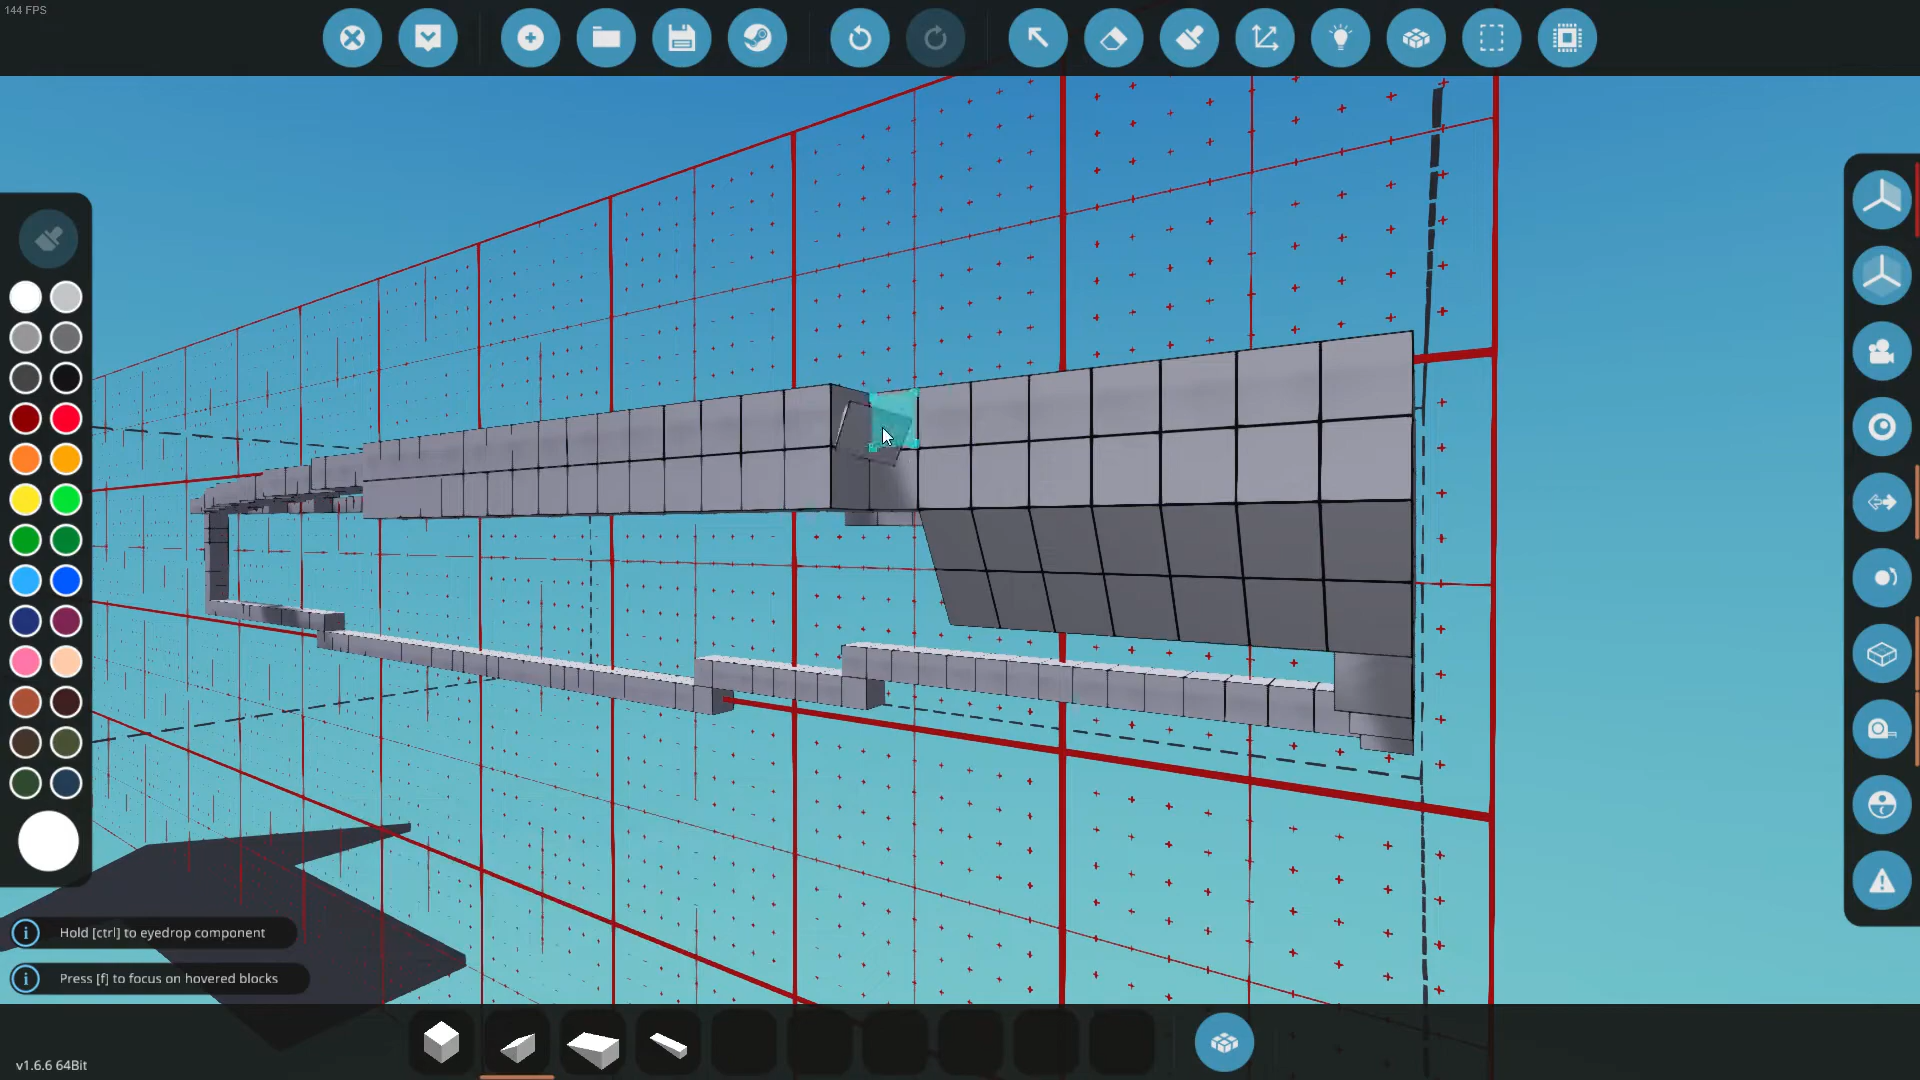 144 FPS
Hold [ctrl] to eyedrop component
Press [f] to focus on hovered blocks
v1.6.6 64Bit